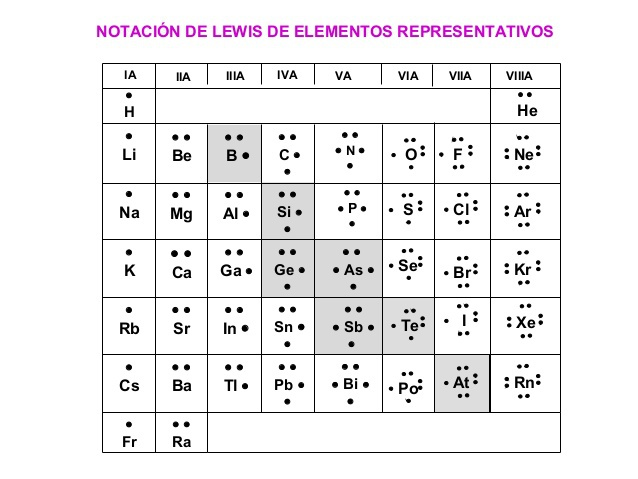 NOTACIÓN DE LEWIS DE ELEMENTOS REPRESENTATIVOS
IA IIA IIIA IVA VA VIA VIIA VIIIA
H He
Li Be B C N O F Ne
Na Mg Al Si P S Cl Ar
K Ca Ga Ge As Se Br Kr
Rb Sr In Sn Sb Te I Xe
Cs Ba Tl Pb Bi Po At Rn
Fr Ra